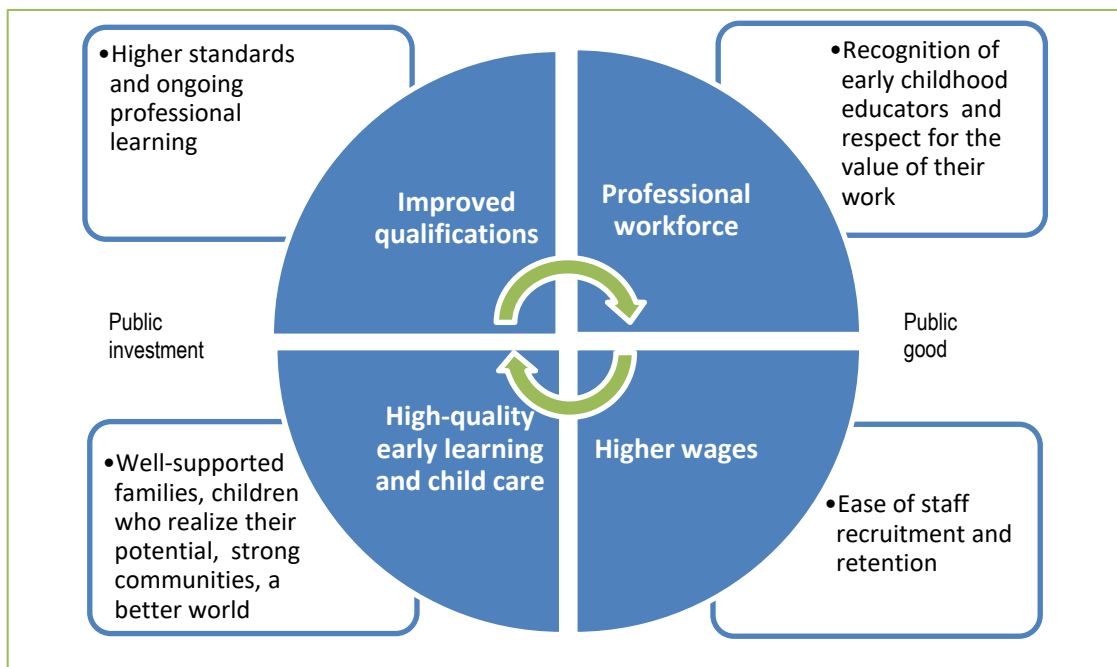 •Higher standards
and ongoing
professional
learning
•Recognition of
early childhood
educators and
respect for the
value of their
work
Improved
qualifications
Professional
workforce
Public
investment
Public
good
High-quality
early learning
and child care
Higher wages
•Well-supported
families, children
who realize their
potential, strong
communities, a
better world
•Ease of staff
recruitment and
retention